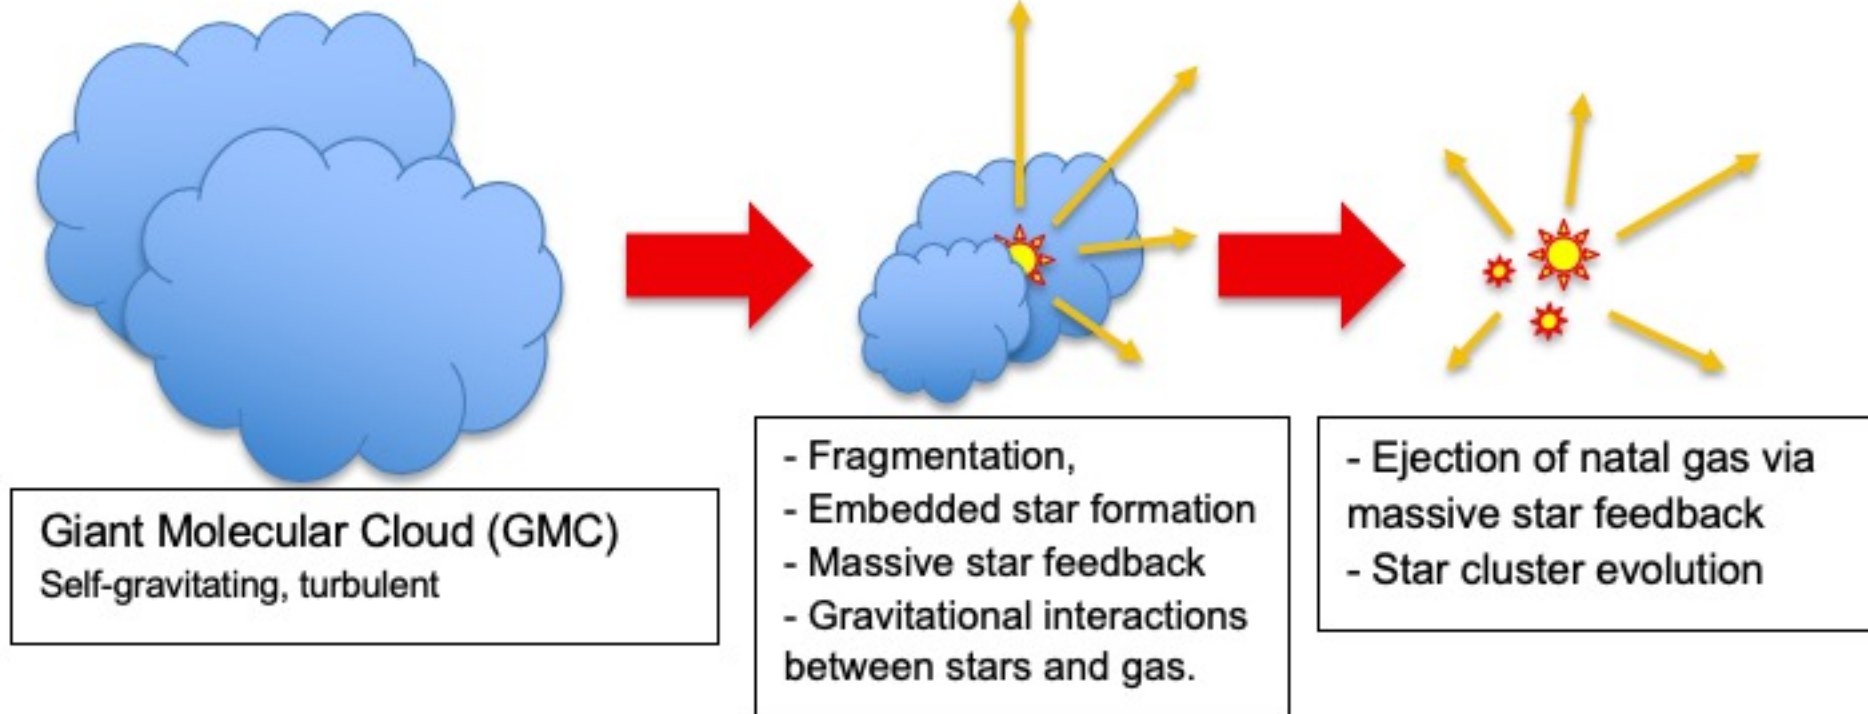 Giant Molecular Cloud (GMC)
Self-gravitating, turbulent
- Fragmentation,
- Embedded star formation
- Massive star feedback
- Gravitational interactions
between stars and gas.
- Ejection of natal gas via
massive star feedback
- Star cluster evolution